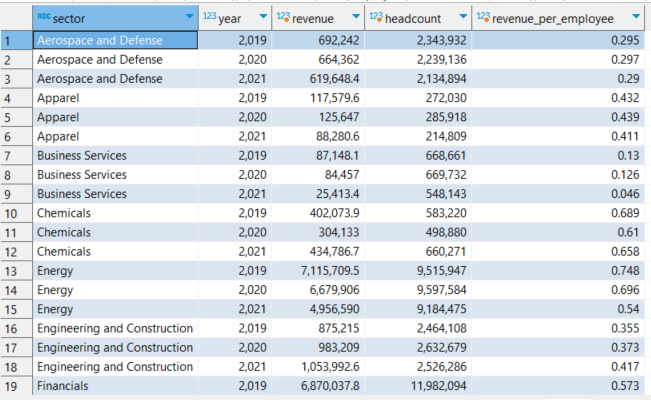 ABC sector 123 year 123 revenue 123 headcount 123 revenue_per_employee
1 Aerospace and Defense 2,019 692,242 2,343,932 0.295
2 Aerospace and Defense 2,020 664,362 2,239,136 0.297
3 Aerospace and Defense 2,021 619,648.4 2,134,894 0.29
4 Apparel 2,019 117,579.6 272,030 0.432
5 Apparel 2,020 125,647 285,918 0.439
6 Apparel 2,021 88,280.6 214,809 0.411
7 Business Services 2,019 87,148.1 668,661 0.13
8 Business Services 2,020 84,457 669,732 0.126
9 Business Services 2,021 25,413.4 548,143 0.046
10 Chemicals 2,019 402,073.9 583,220 0.689
11 Chemicals 2,020 304,133 498,880 0.61
12 Chemicals 2,021 434,786.7 660,271 0.658
13 Energy 2,019 7,115,709.5 9,515,947 0.748
14 Energy 2,020 6,679,906 9,597,584 0.696
15 Energy 2,021 4,956,590 9,184,475 0.54
16 Engineering and Construction 2,019 875,215 2,464,108 0.355
17 Engineering and Construction 2,020 983,209 2,632,679 0.373
18 Engineering and Construction 2,021 1,053,992.6 2,526,286 0.417
19 Financials 2,019 6,870,037.8 11,982,094 0.573